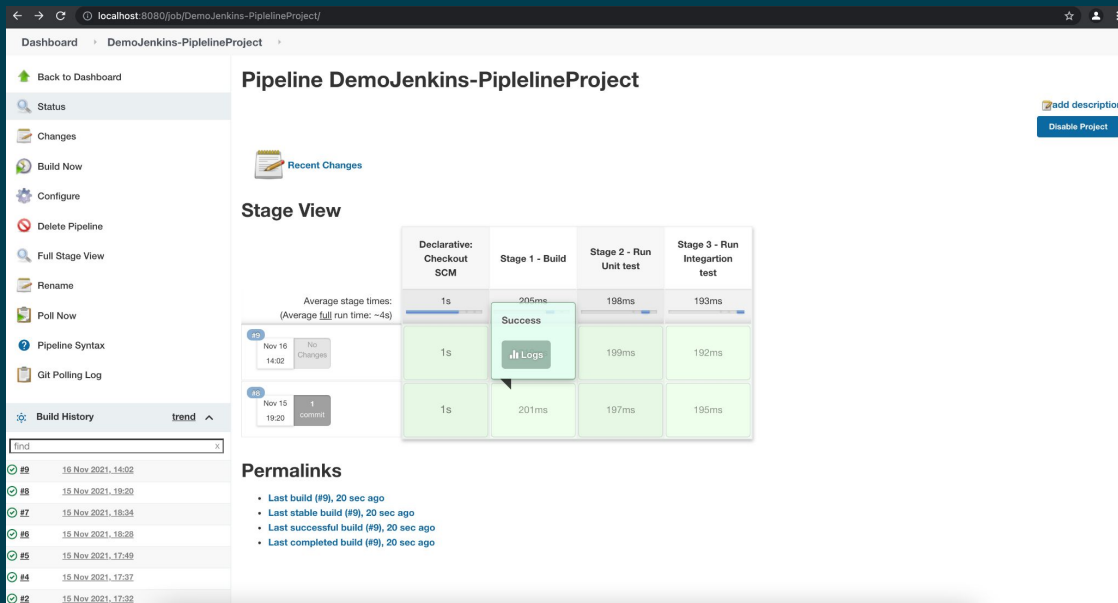 localhost:8080/job/DemoJenkins-PiplelineProject/
Dashboard DemoJenkins-PiplelineProject
Back to Dashboard
Status
Changes
Build Now
Configure
Delete Pipeline
Full Stage View
Rename
Poll Now
Pipeline Syntax
Git Polling Log
Build History trend
find x
#9 16 Nov 2021, 14:02
#8 15 Nov 2021, 19:20
#7 15 Nov 2021, 18:34
#6 15 Nov 2021, 18:28
#5 15 Nov 2021, 17:49
#4 15 Nov 2021, 17:37
#2 15 Nov 2021, 17:32
Pipeline DemoJenkins-PiplelineProject
add description
Disable Project
Recent Changes
Stage View
Declarative: Checkout SCM
Stage 1 - Build
Stage 2 - Run Unit test
Stage 3 - Run Integartion test
Average stage times: 1s 205ms 198ms 193ms
(Average full run time: ~4s)
Success
Logs
#9
Nov 16 14:02
No Changes
1s 199ms 192ms
Nov 15 19:20
1 commit
1s 201ms 197ms 195ms
Permalinks
Last build (#9), 20 sec ago
Last stable build (#9), 20 sec ago
Last successful build (#9), 20 sec ago
Last completed build (#9), 20 sec ago